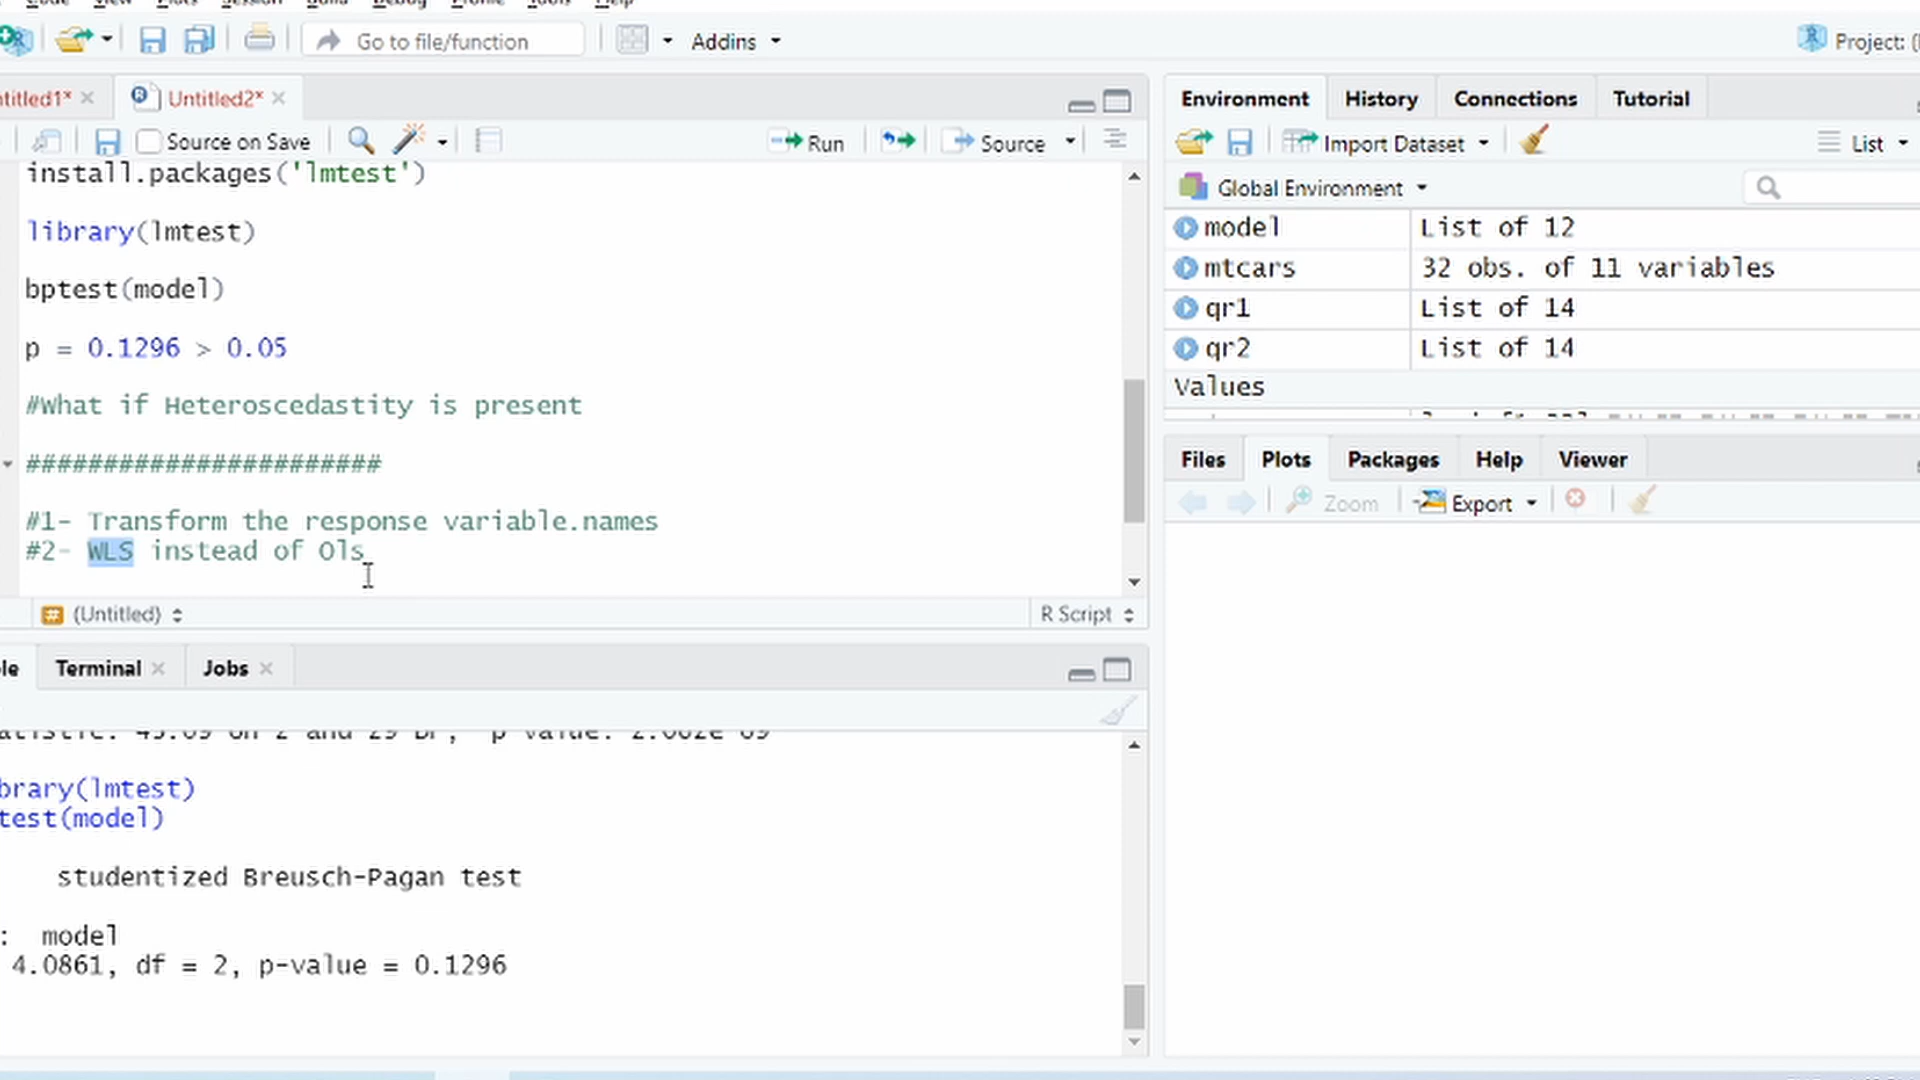 Go to file/function
Addins
Project:
Untitled2*
Source on Save
Run
Source
install.packages('lmtest')
library(lmtest)
bptest(model)
p = 0.1296 > 0.05
#What if Heteroscedastity is present
#######################
#1- Transform the response variable.names
#2- WLS instead of Ols
(Untitled)
R Script
Terminal
Jobs
brary(lmtest)
test(model)
studentized Breusch-Pagan test
: model
4.0861, df = 2, p-value = 0.1296
Environment
History
Connections
Tutorial
Import Dataset
List
Global Environment
model List of 12
mtcars 32 obs. of 11 variables
qr1 List of 14
qr2 List of 14
Values
Files
Plots
Packages
Help
Viewer
Zoom
Export